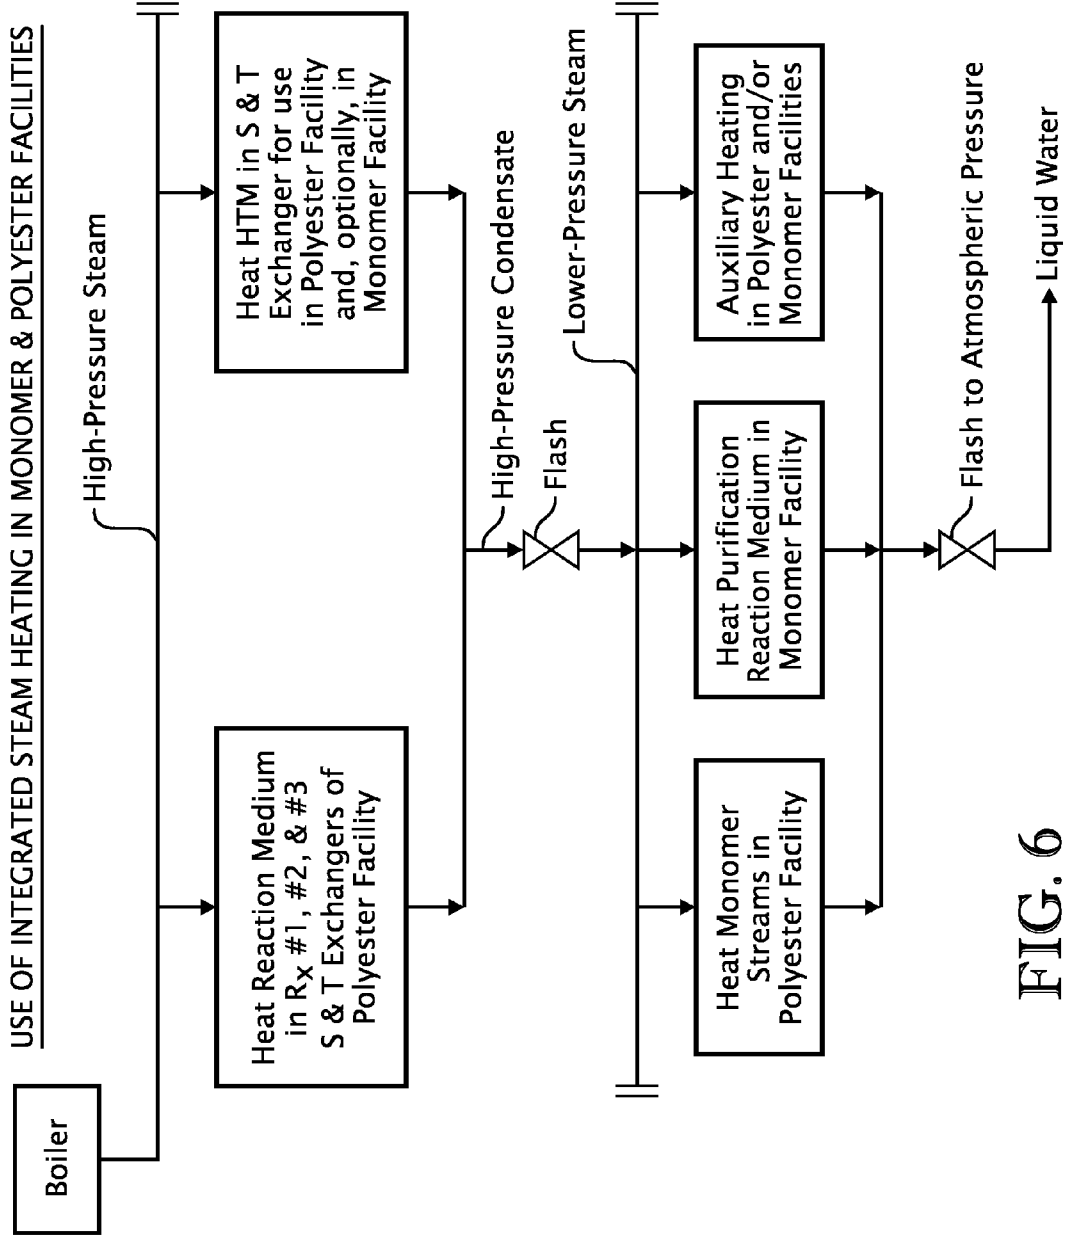 USE OF INTEGRATED STEAM HEATING IN MONOMER & POLYESTER FACILITIES
Boiler
High-Pressure Steam
Heat Reaction Medium
in Rx #1, #2, & #3
S & T Exchangers of
Polyester Facility
Heat HTM in S & T
Exchanger for use
in Polyester Facility
and, optionally, in
Monomer Facility
High-Pressure Condensate
Flash
Lower-Pressure Steam
Heat Monomer
Streams in
Polyester Facility
Heat Purification
Reaction Medium in
Monomer Facility
Auxiliary Heating
in Polyester and/or
Monomer Facilities
Flash to Atmospheric Pressure
Liquid Water
FIG. 6